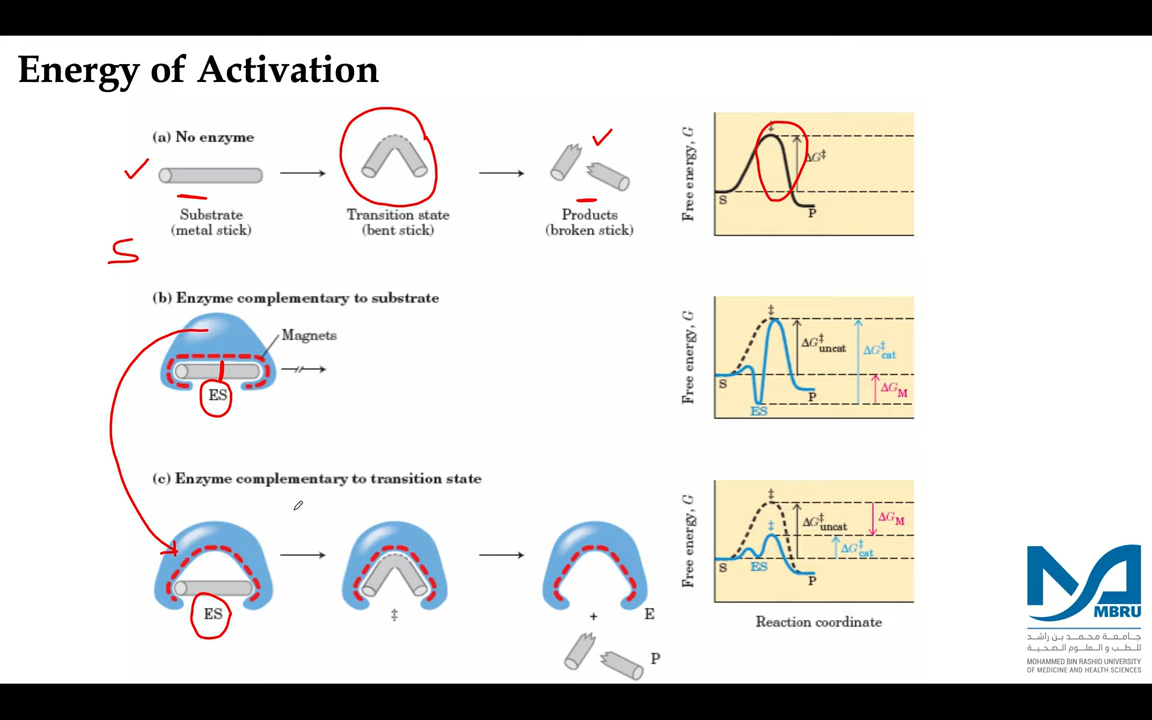 Energy of Activation
(a) No enzyme
Substrate
(metal stick)
Transition state
(bent stick)
Products
(broken stick)
S
Free energy, G
‡
ΔG‡
S
P
(b) Enzyme complementary to substrate
Magnets
ES
Free energy, G
‡
ΔG‡uncat
ΔG‡cat
ΔGM
S
P
ES
(c) Enzyme complementary to transition state
ES
‡
+
E
P
Free energy, G
‡
‡
ΔG‡uncat
ΔGM
ΔG‡cat
S
ES
P
Reaction coordinate
MBRU
جامعة محمد بن راشد
للطب و العلوم الصحية
MOHAMMED BIN RASHID UNIVERSITY
OF MEDICINE AND HEALTH SCIENCES